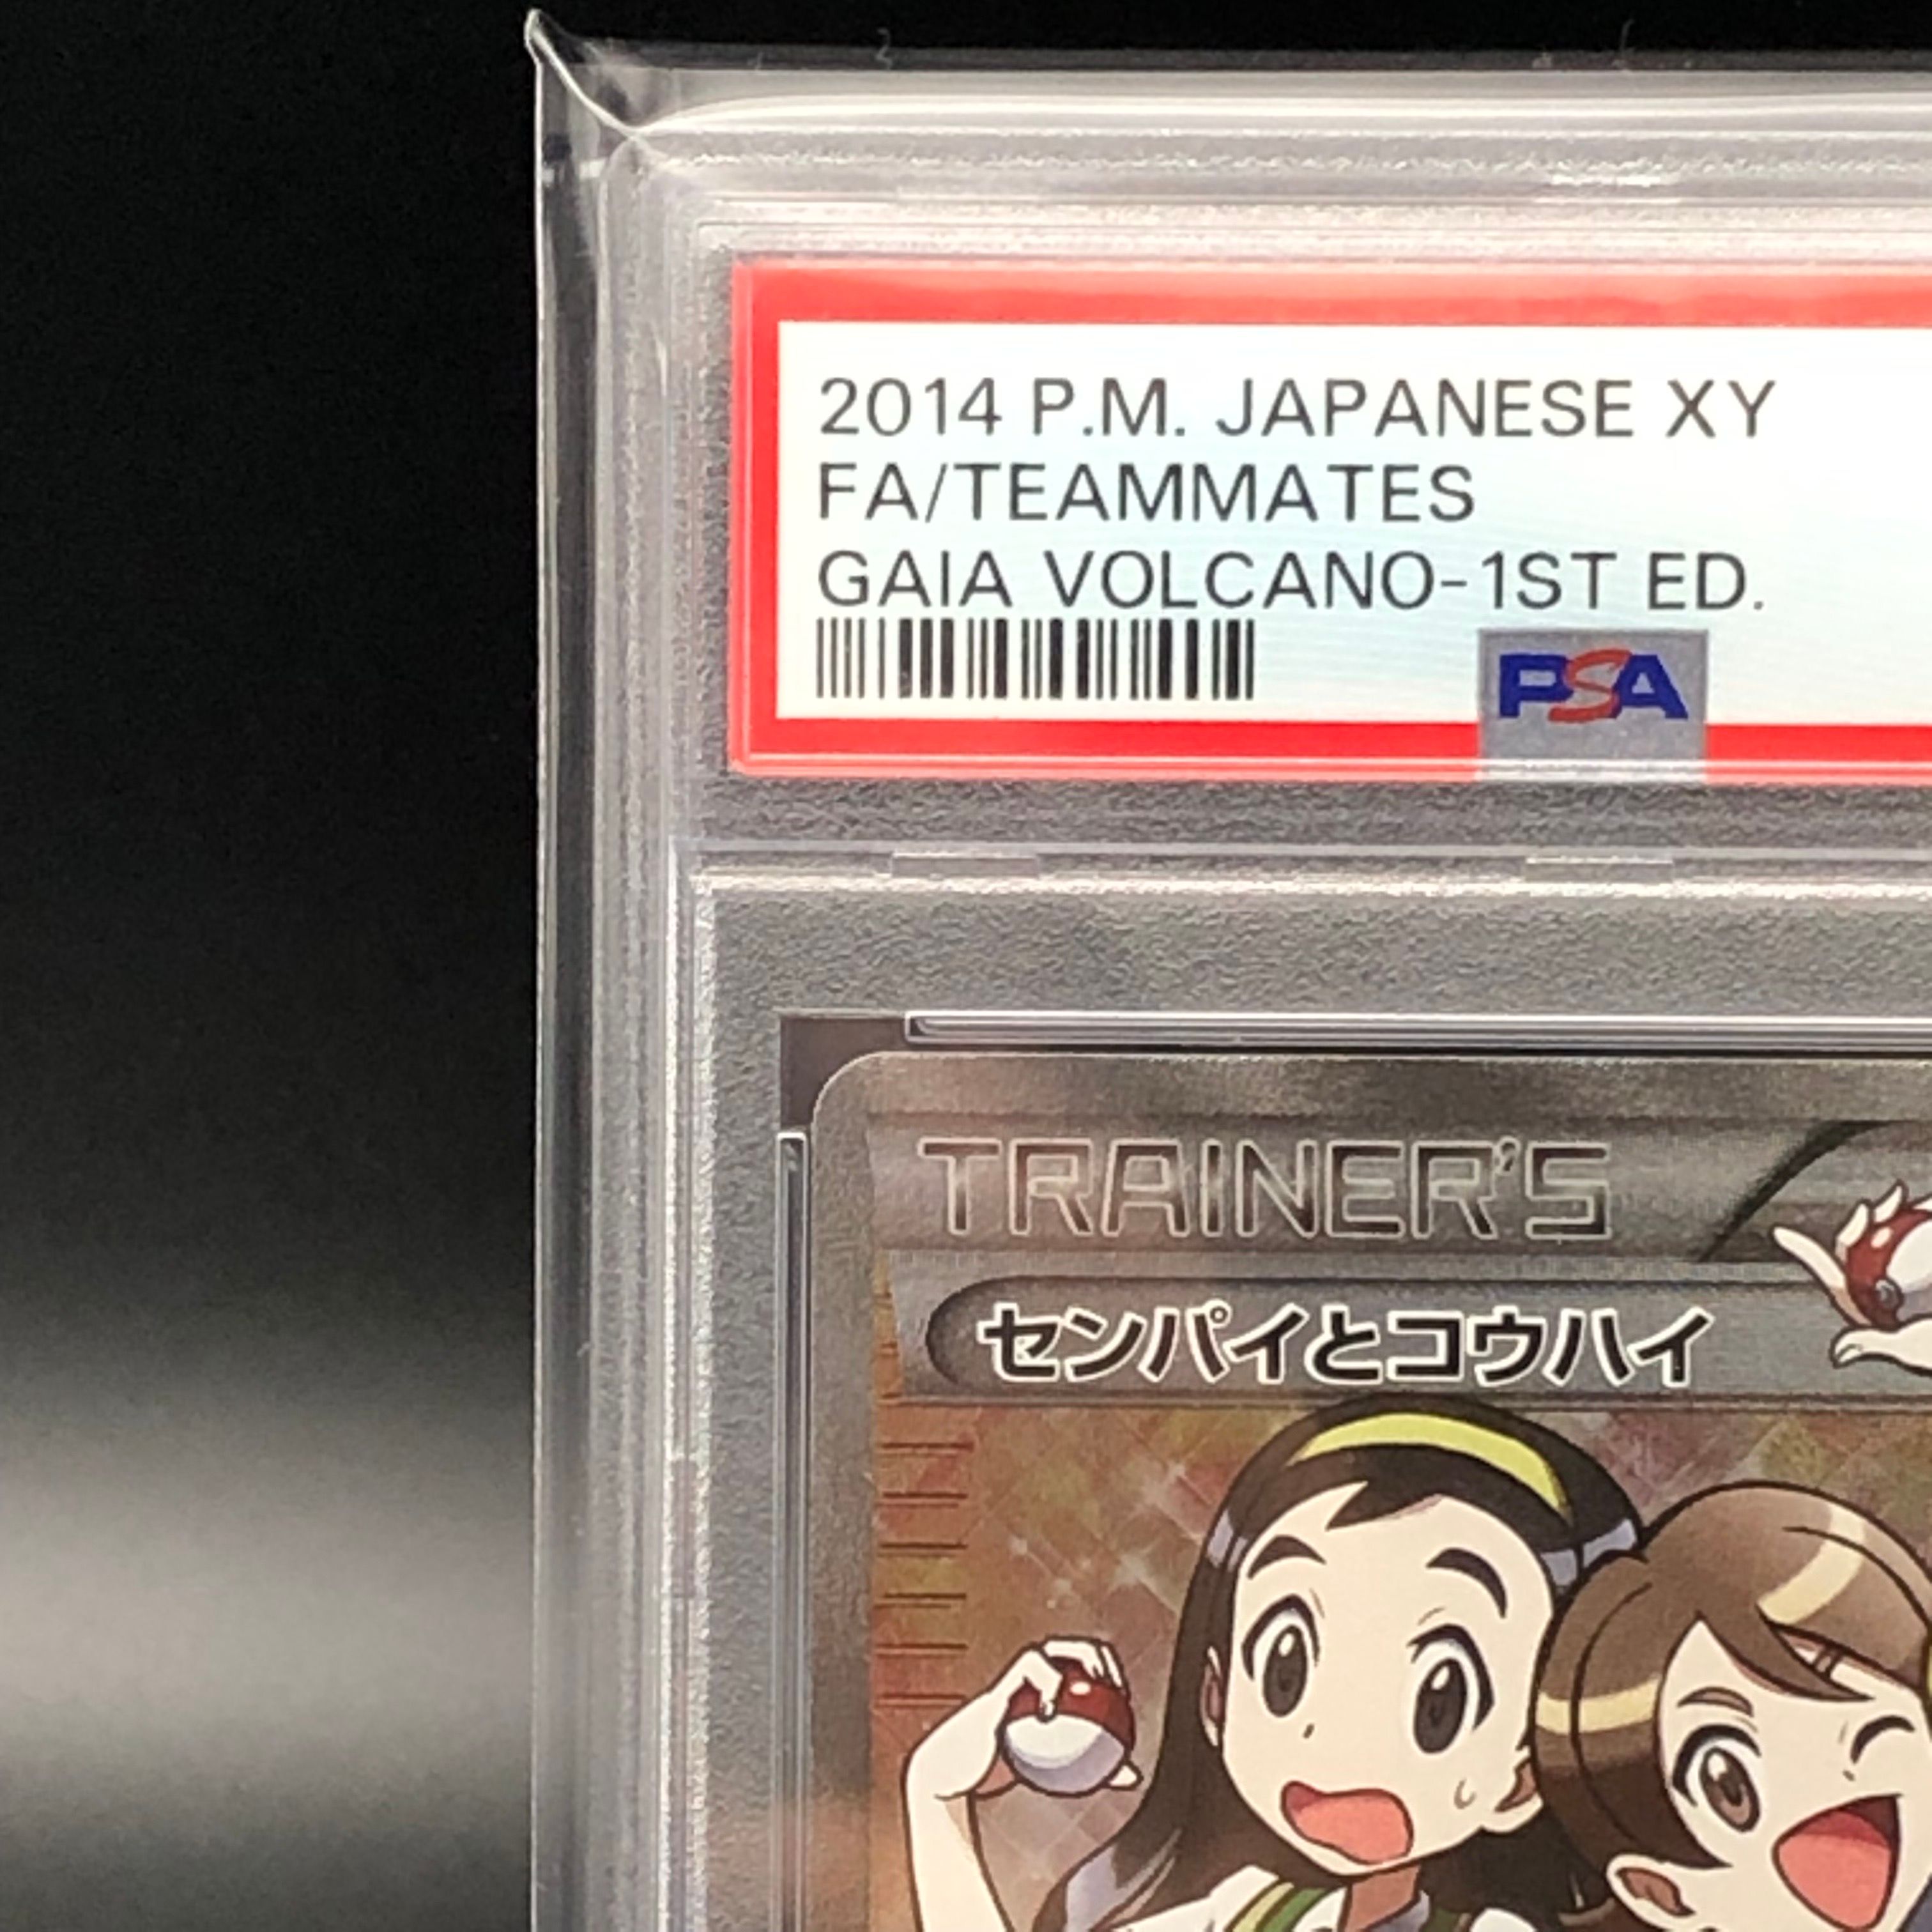 2014 P.M. JAPANESE XY
FA/TEAMMATES
GAIA VOLCANO-1ST ED.
PSA
TRAINER'S
センパイとコウハイ